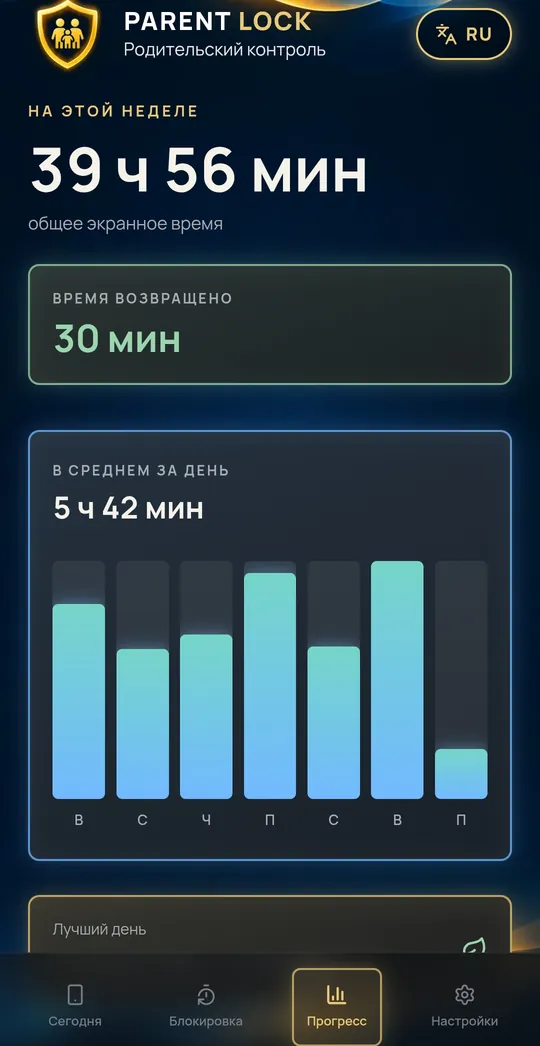 PARENT LOCK
Родительский контроль
RU
НА ЭТОЙ НЕДЕЛЕ
39 ч 56 мин
общее экранное время
ВРЕМЯ ВОЗВРАЩЕНО
30 мин
В СРЕДНЕМ ЗА ДЕНЬ
5 ч 42 мин
В С Ч П С В П
Лучший день
Сегодня Блокировка Прогресс Настройки